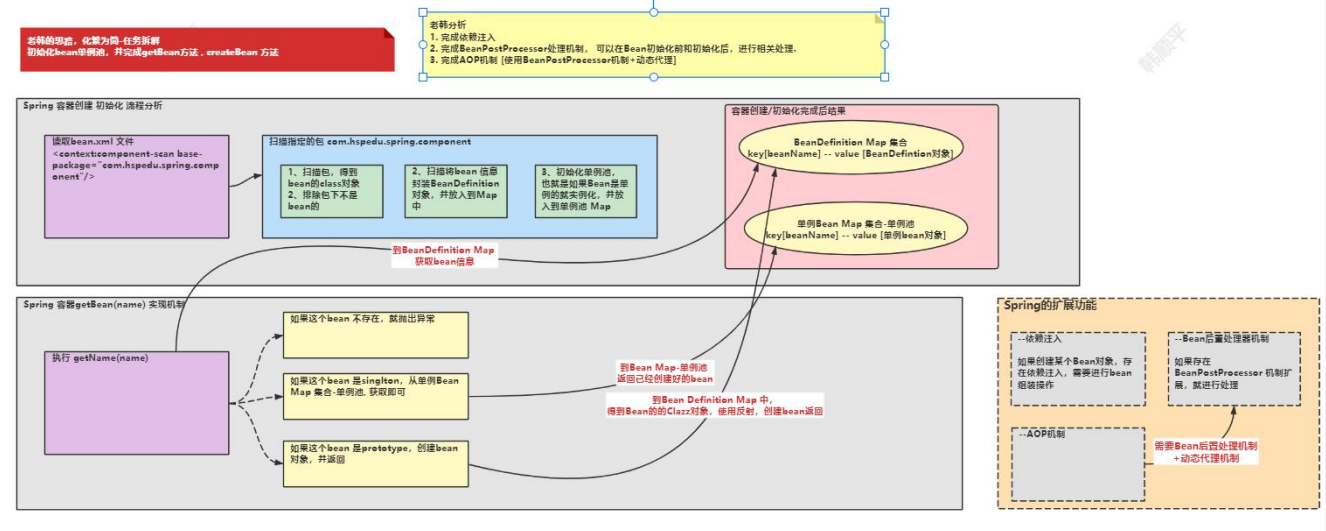 老韩的思路，化繁为简-任务拆解
初始化bean单例池，并完成getBean方法 , createBean 方法
老韩分析
1. 完成依赖注入
2. 完成BeanPostProcessor处理机制， 可以在Bean初始化前和初始化后，进行相关处理.
3. 完成AOP机制 [使用BeanPostProcessor机制+动态代理]
韩顺平
Spring 容器创建 初始化 流程分析
读取bean.xml 文件
<context:component-scan base-
package="com.hspedu.spring.comp
onent"/>
扫描指定的包 com.hspedu.spring.component
1、扫描包，得到
bean的class对象
2、排除包下不是
bean的
2、扫描将bean 信息
封装BeanDefinition
对象，并放入到Map
中
3、初始化单例池，
也就是如果Bean是单
例的就实例化，并放
入到单例池 Map
容器创建/初始化完成后结果
BeanDefinition Map 集合
key[beanName] -- value [BeanDefintion对象]
单例Bean Map 集合-单例池
key[beanName] -- value [单例bean对象]
到BeanDefinition Map
获取bean信息
Spring 容器getBean(name) 实现机制
执行 getName(name)
如果这个bean 不存在，就抛出异常
如果这个bean 是singlton，从单例Bean
Map 集合-单例池, 获取即可
如果这个bean 是prototype，创建bean
对象，并返回
到Bean Map-单例池
返回已经创建好的bean
到Bean Definition Map 中，
得到Bean的的Clazz对象，使用反射，创建bean返回
Spring的扩展功能
--依赖注入
如果创建某个Bean对象，存
在依赖注入，需要进行bean
组装操作
--Bean后置处理器机制
如果存在
BeanPostProcessor 机制扩
展，就进行处理
--AOP机制
需要Bean后置处理机制
+动态代理机制